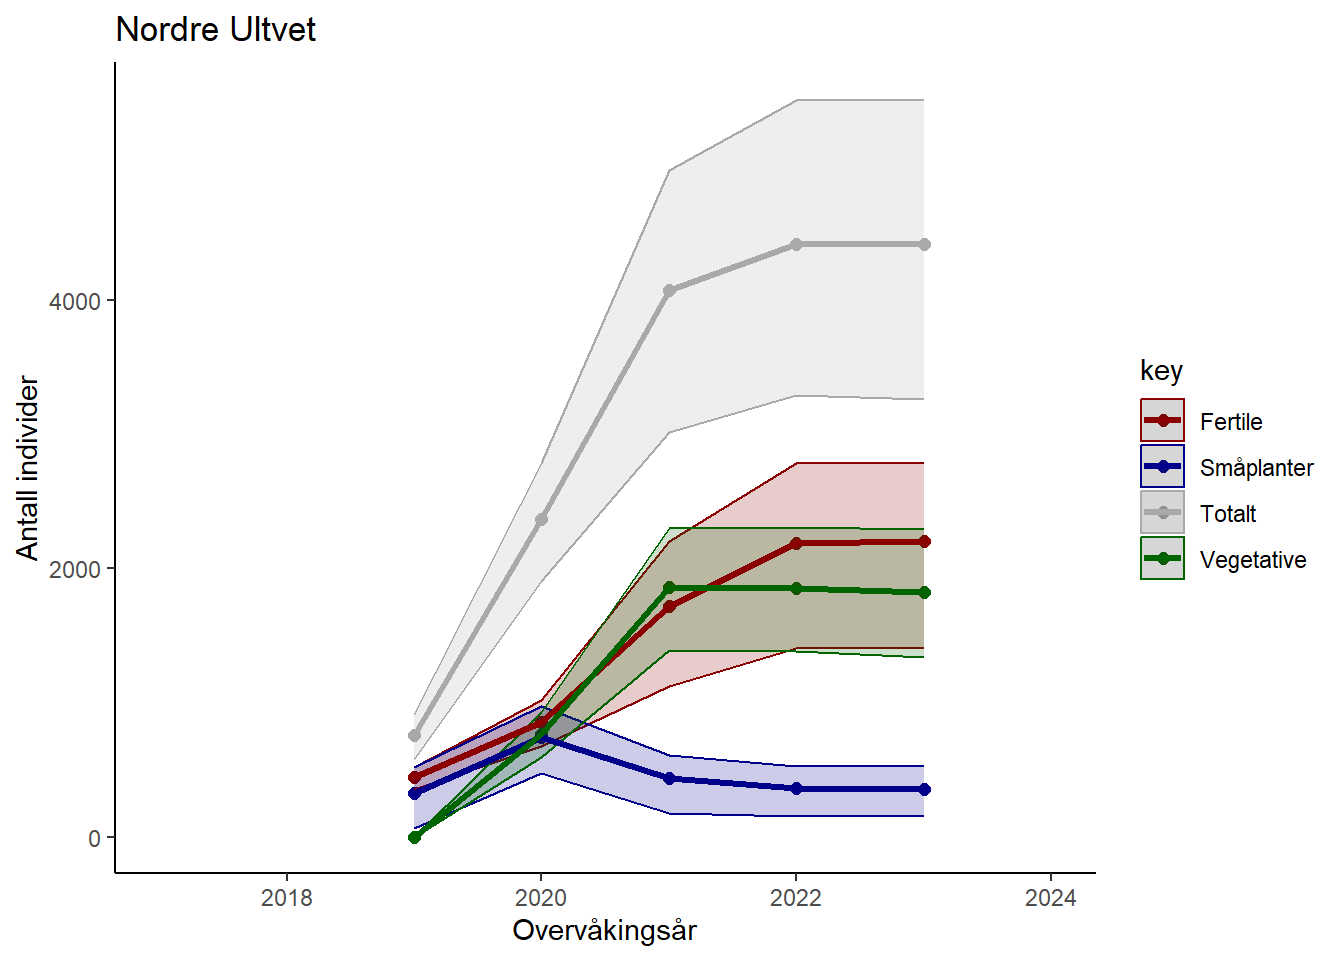 Nordre Ultvet
Antall individer
4000
2000
0
2018
2020
2022
2024
Overvåkingsår
key
Fertile
Småplanter
Totalt
Vegetative